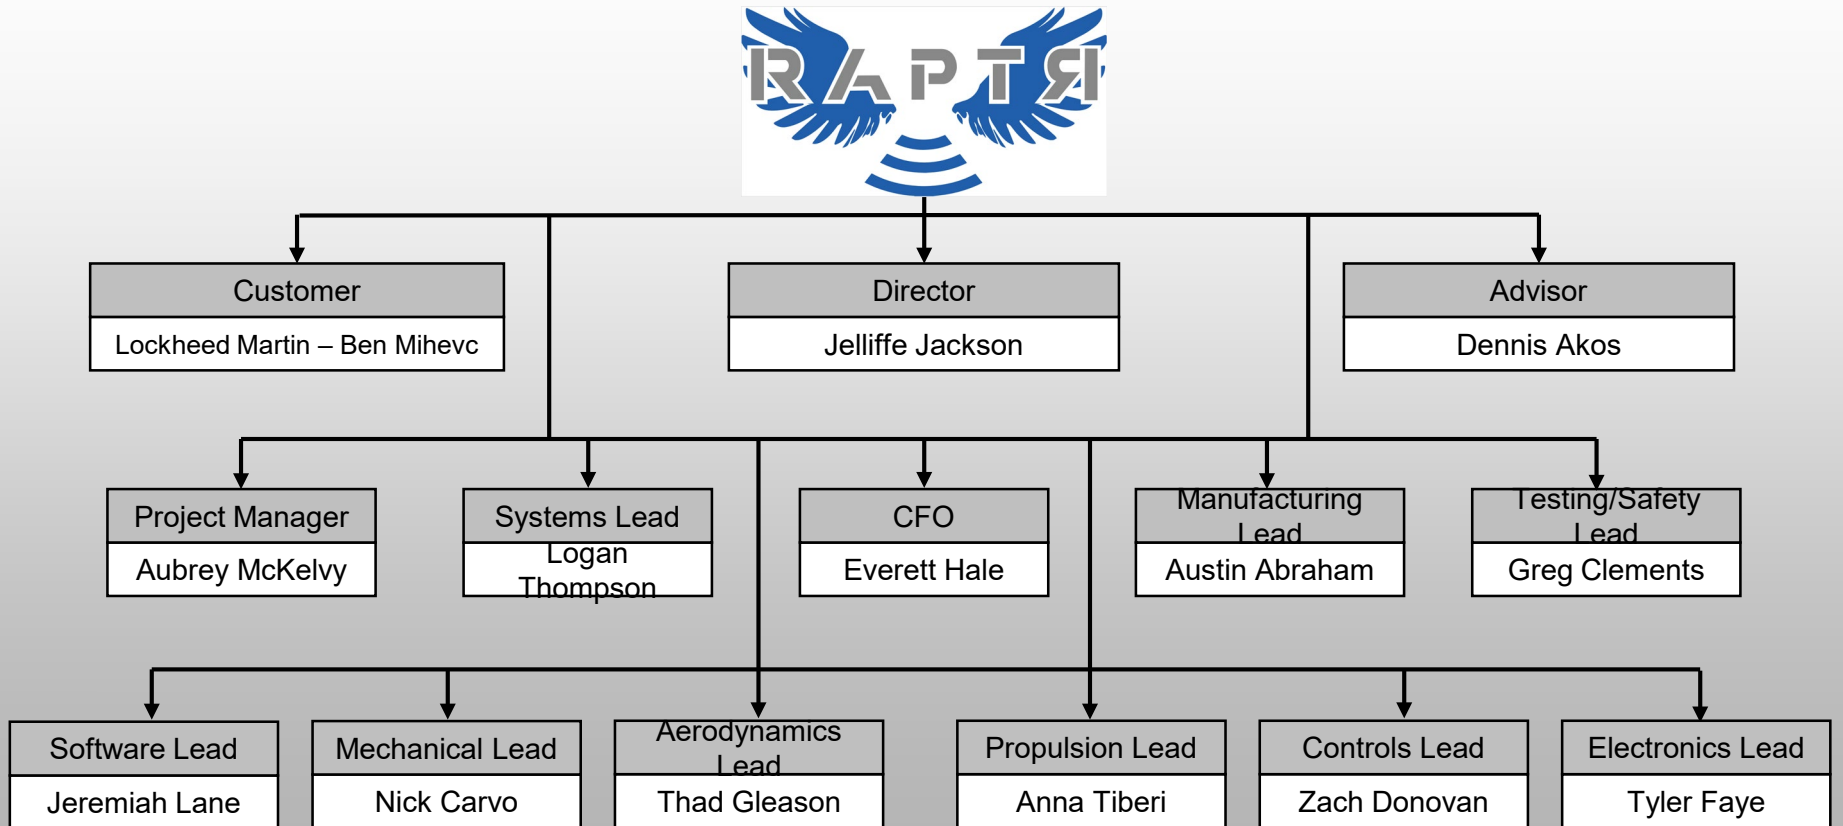 RAPTЯ
Customer
Director
Advisor
Lockheed Martin – Ben Mihevc
Jelliffe Jackson
Dennis Akos
Project Manager
Systems Lead
CFO
Manufacturing
Lead
Testing/Safety
Lead
Aubrey McKelvy
Logan
Thompson
Everett Hale
Austin Abraham
Greg Clements
Software Lead
Mechanical Lead
Aerodynamics
Lead
Propulsion Lead
Controls Lead
Electronics Lead
Jeremiah Lane
Nick Carvo
Thad Gleason
Anna Tiberi
Zach Donovan
Tyler Faye